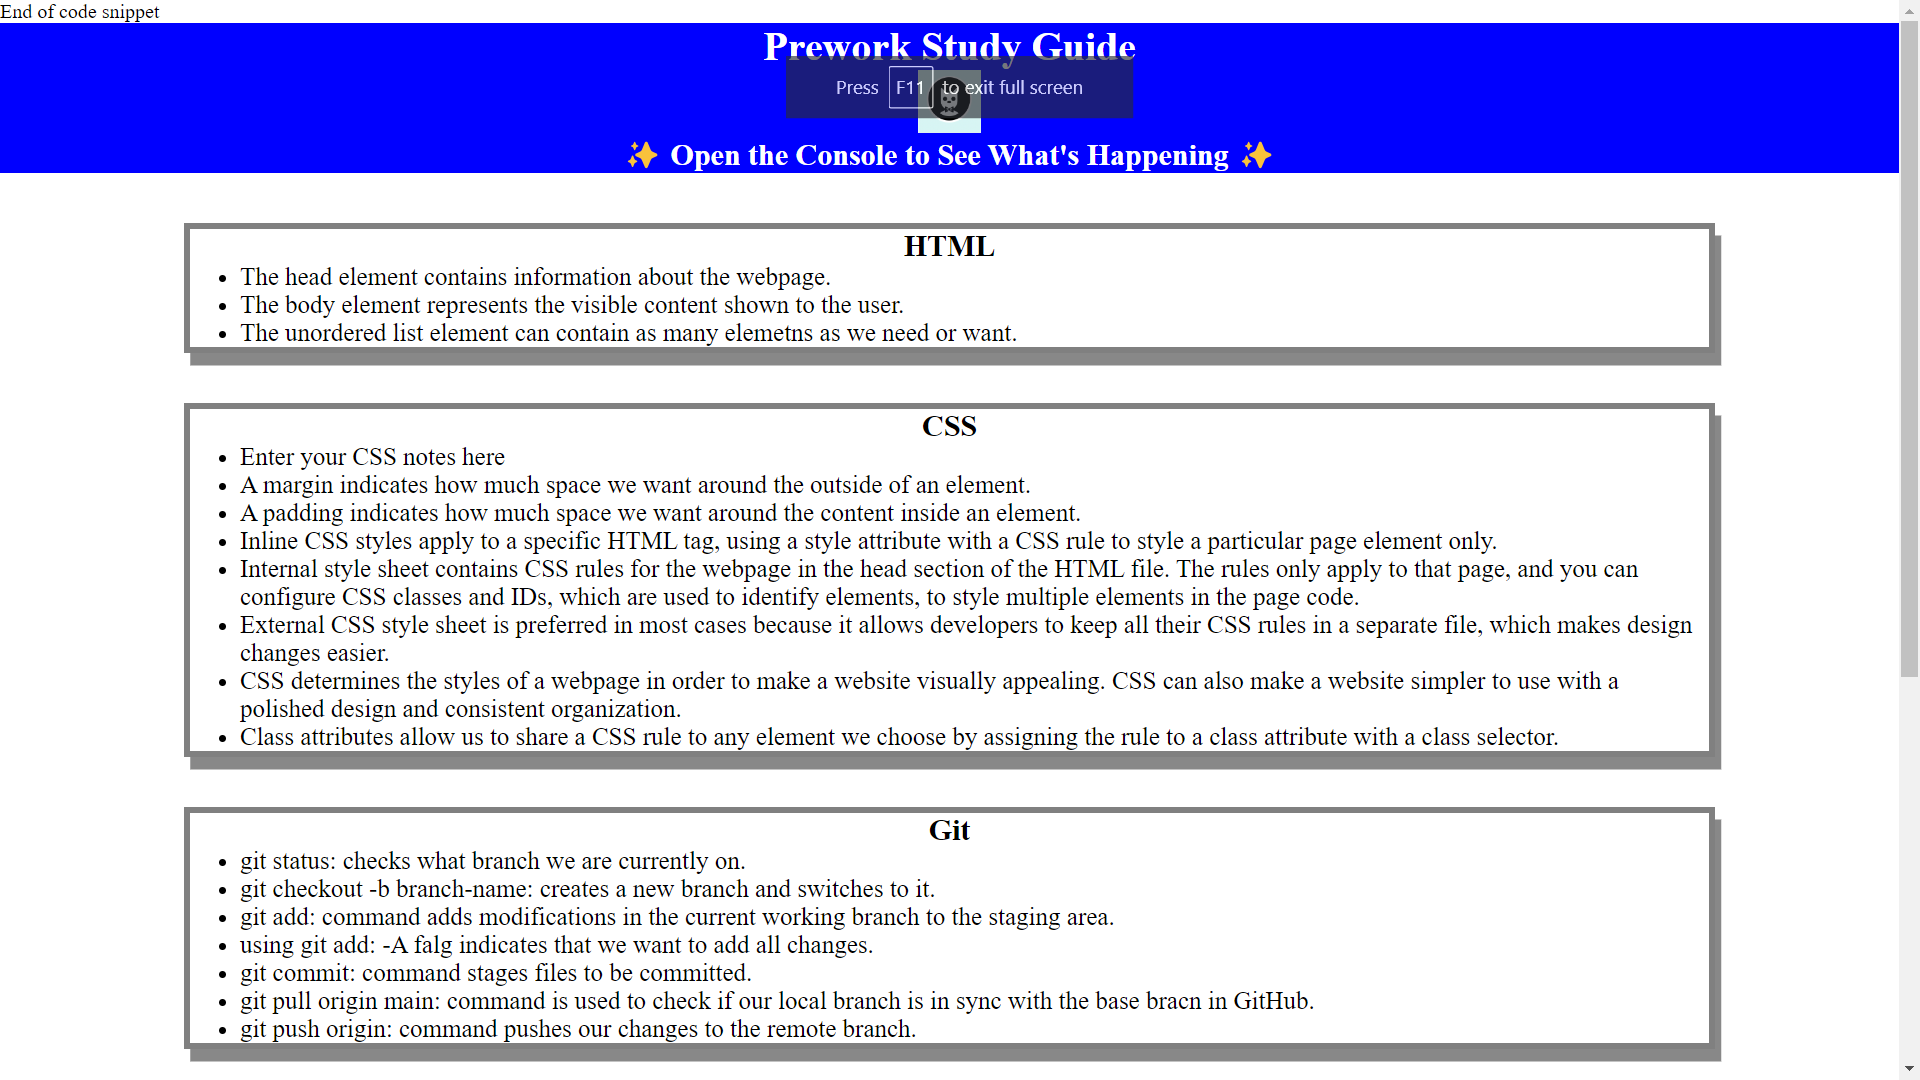 End of code snippet
Prework Study Guide
Press F11 to exit full screen
✨ Open the Console to See What's Happening ✨
HTML
• The head element contains information about the webpage.
• The body element represents the visible content shown to the user.
• The unordered list element can contain as many elemetns as we need or want.
CSS
• Enter your CSS notes here
• A margin indicates how much space we want around the outside of an element.
• A padding indicates how much space we want around the content inside an element.
• Inline CSS styles apply to a specific HTML tag, using a style attribute with a CSS rule to style a particular page element only.
• Internal style sheet contains CSS rules for the webpage in the head section of the HTML file. The rules only apply to that page, and you can
configure CSS classes and IDs, which are used to identify elements, to style multiple elements in the page code.
• External CSS style sheet is preferred in most cases because it allows developers to keep all their CSS rules in a separate file, which makes design
changes easier.
• CSS determines the styles of a webpage in order to make a website visually appealing. CSS can also make a website simpler to use with a
polished design and consistent organization.
• Class attributes allow us to share a CSS rule to any element we choose by assigning the rule to a class attribute with a class selector.
Git
• git status: checks what branch we are currently on.
• git checkout -b branch-name: creates a new branch and switches to it.
• git add: command adds modifications in the current working branch to the staging area.
• using git add: -A falg indicates that we want to add all changes.
• git commit: command stages files to be committed.
• git pull origin main: command is used to check if our local branch is in sync with the base bracn in GitHub.
• git push origin: command pushes our changes to the remote branch.